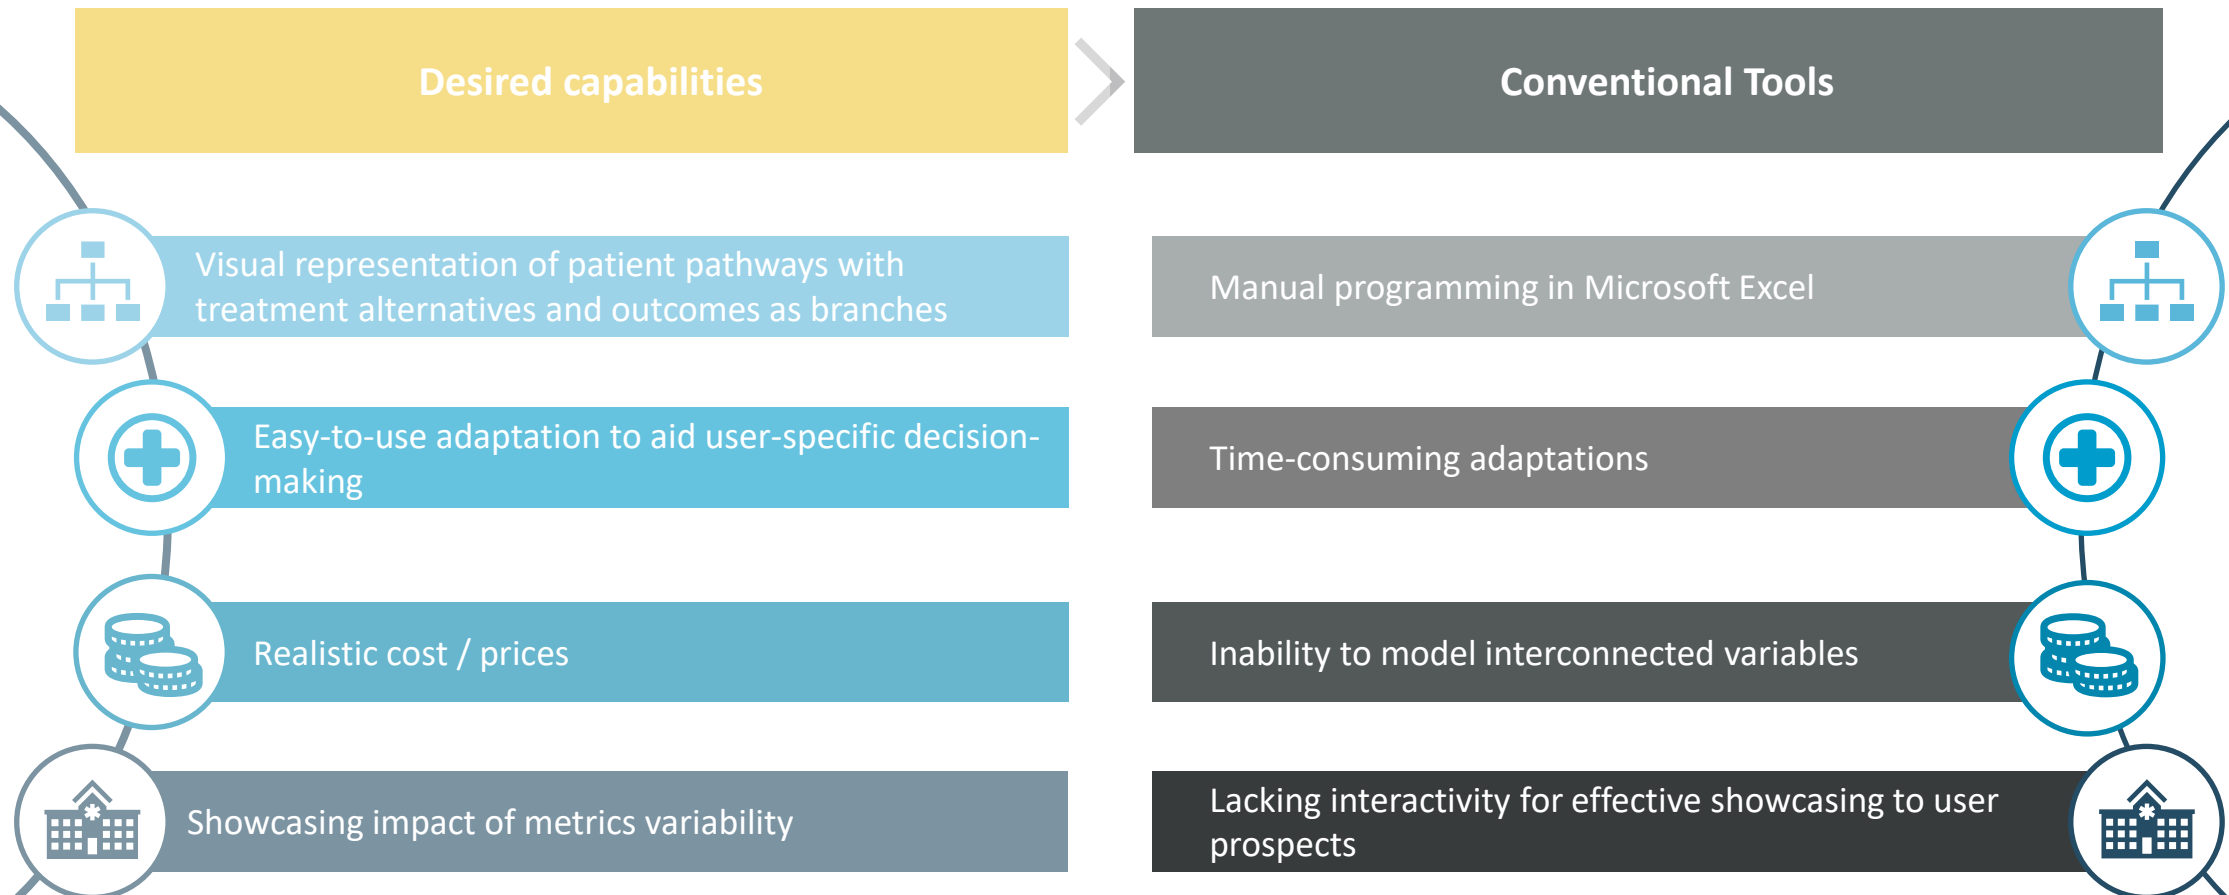 Desired capabilities
Conventional Tools
Visual representation of patient pathways with
treatment alternatives and outcomes as branches
Manual programming in Microsoft Excel
Easy-to-use adaptation to aid user-specific decision-
making
Time-consuming adaptations
Realistic cost / prices
Inability to model interconnected variables
Showcasing impact of metrics variability
Lacking interactivity for effective showcasing to user
prospects